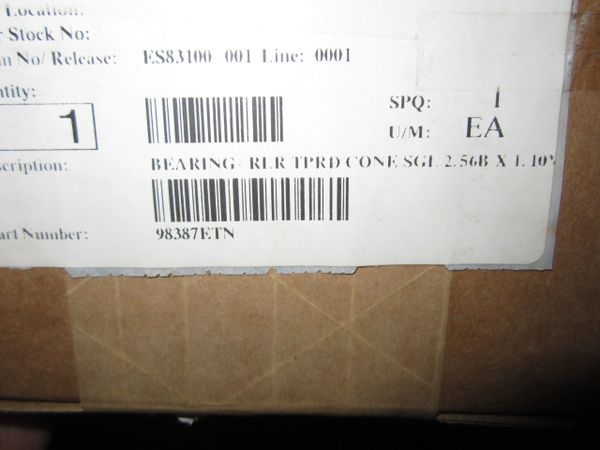 Location:
Stock No:
No/ Release: ES83100 001 Line: 0001
ntity:
1
SPQ: 1
U/M: EA
scription: BEARING- RLR TPRD CONE SGL 2.56B X 1.10
art Number: 98387ETN